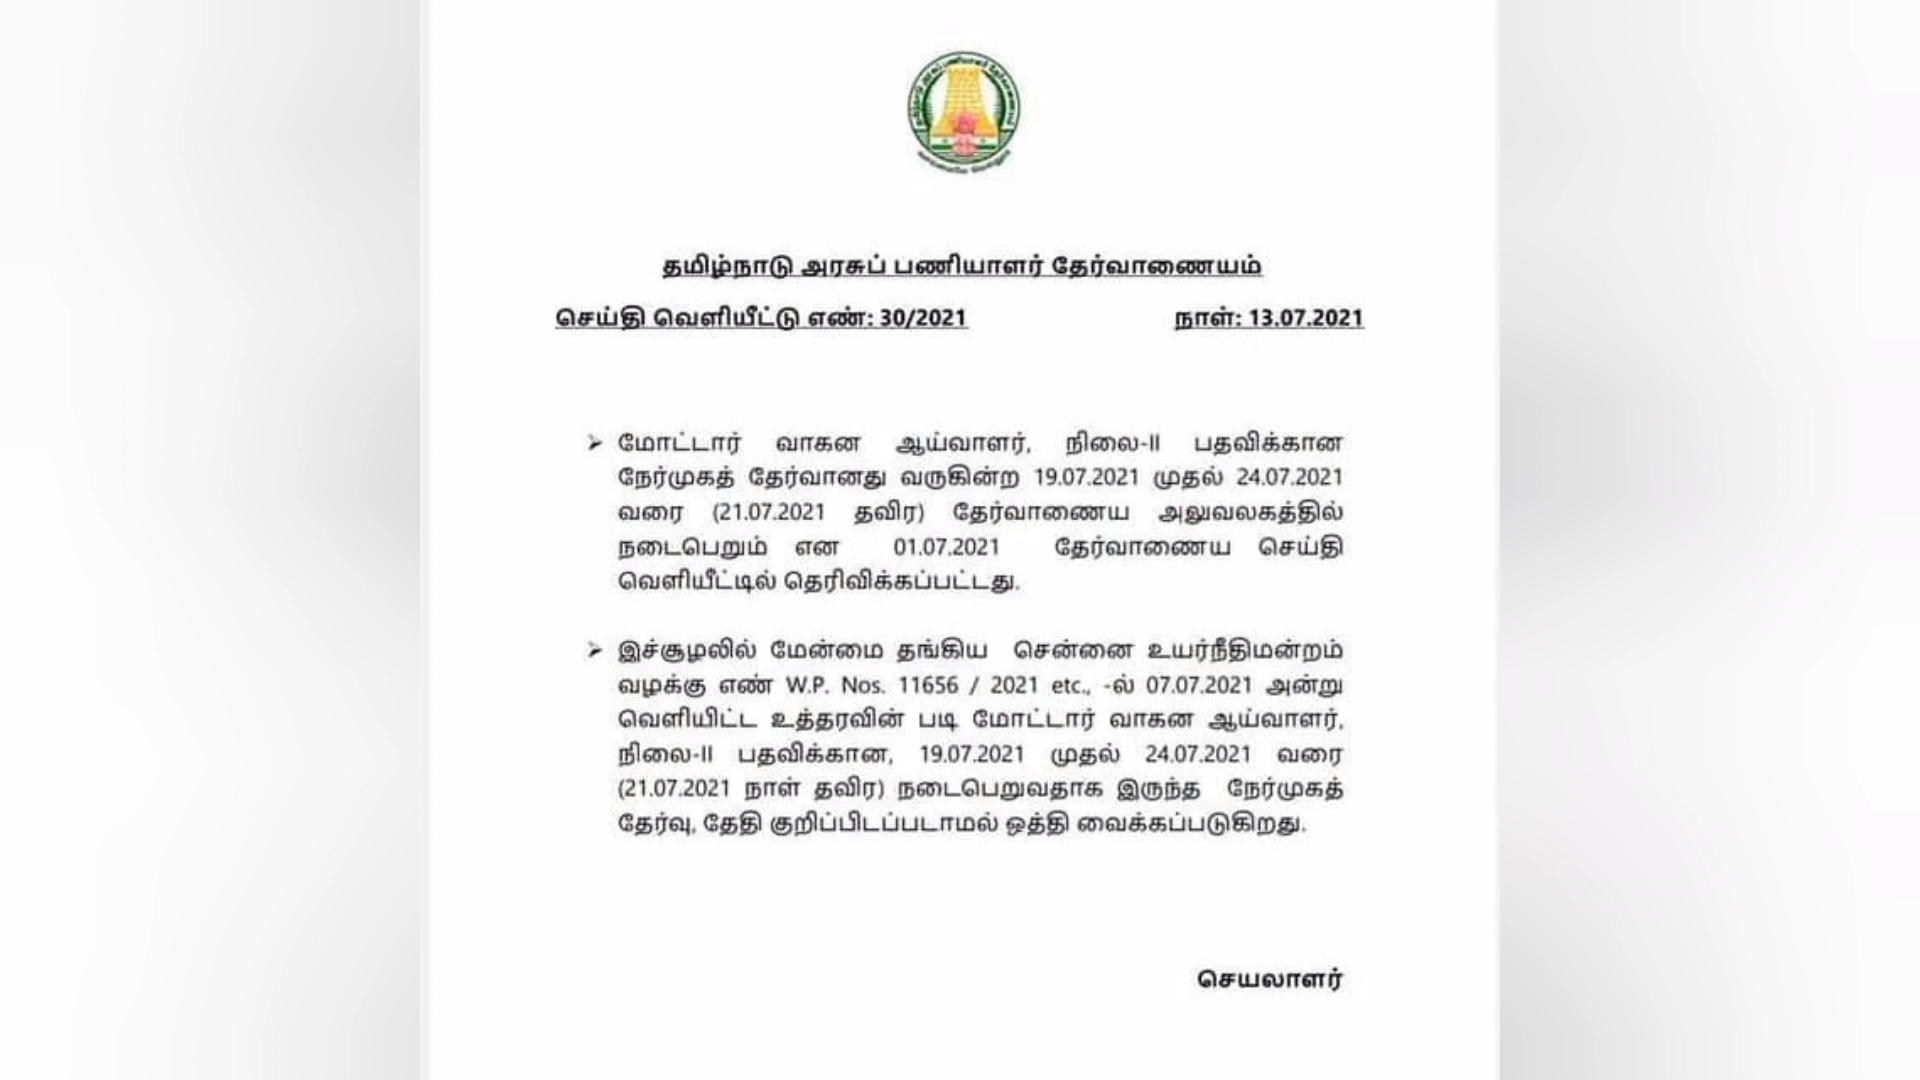 தமிழ்நாடு அரசுப் பணியாளர் தேர்வாணையம்
செய்தி வெளியீட்டு எண்: 30/2021 நாள்: 13.07.2021
➢ மோட்டார் வாகன ஆய்வாளர், நிலை-II பதவிக்கான
நேர்முகத் தேர்வானது வருகின்ற 19.07.2021 முதல் 24.07.2021
வரை (21.07.2021 தவிர) தேர்வாணைய அலுவலகத்தில்
நடைபெறும் என 01.07.2021 தேர்வாணைய செய்தி
வெளியீட்டில் தெரிவிக்கப்பட்டது.
➢ இச்சூழலில் மேன்மை தங்கிய சென்னை உயர்நீதிமன்றம்
வழக்கு எண் W.P. Nos. 11656 / 2021 etc., -ல் 07.07.2021 அன்று
வெளியிட்ட உத்தரவின் படி மோட்டார் வாகன ஆய்வாளர்,
நிலை-II பதவிக்கான, 19.07.2021 முதல் 24.07.2021 வரை
(21.07.2021 நாள் தவிர) நடைபெறுவதாக இருந்த நேர்முகத்
தேர்வு, தேதி குறிப்பிடப்படாமல் ஒத்தி வைக்கப்படுகிறது.
செயலாளர்